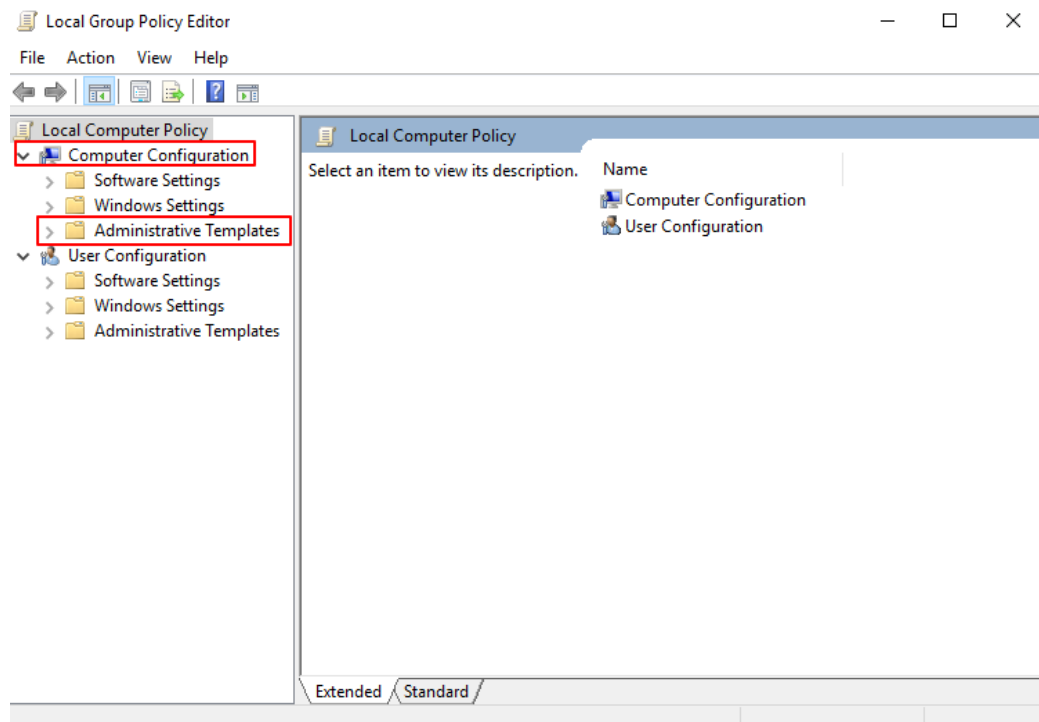 Local Group Policy Editor
File Action View Help
Local Computer Policy
Computer Configuration
Software Settings
Windows Settings
Administrative Templates
User Configuration
Software Settings
Windows Settings
Administrative Templates
Local Computer Policy
Select an item to view its description.
Name
Computer Configuration
User Configuration
Extended Standard